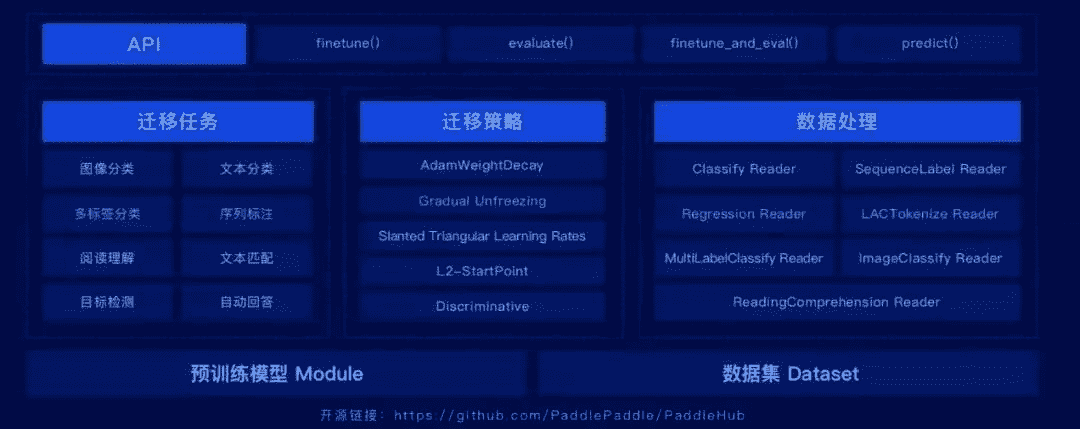 API finetune() evaluate() finetune_and_eval() predict()
迁移任务
图像分类 文本分类
多标签分类 序列标注
阅读理解 文本匹配
目标检测 自动回答
迁移策略
AdamWeightDecay
Gradual Unfreezing
Slanted Triangular Learning Rates
L2-StartPoint
Discriminative
数据处理
Classify Reader SequenceLabel Reader
Regression Reader LACTokenize Reader
MultiLabelClassify Reader ImageClassify Reader
ReadingComprehension Reader
预训练模型 Module 数据集 Dataset
开源链接：https://github.com/PaddlePaddle/PaddleHub